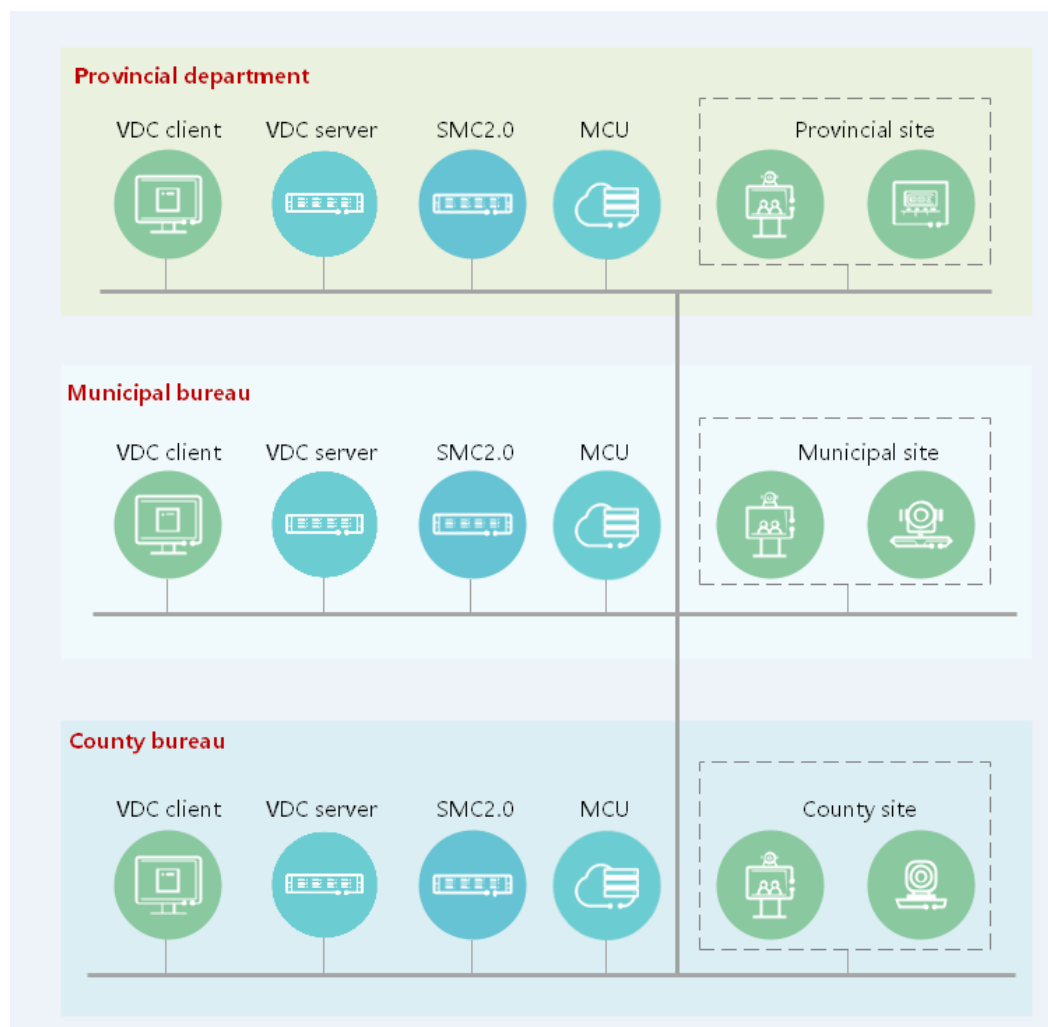 Provincial department
VDC client VDC server SMC2.0 MCU Provincial site
Municipal bureau
VDC client VDC server SMC2.0 MCU Municipal site
County bureau
VDC client VDC server SMC2.0 MCU County site